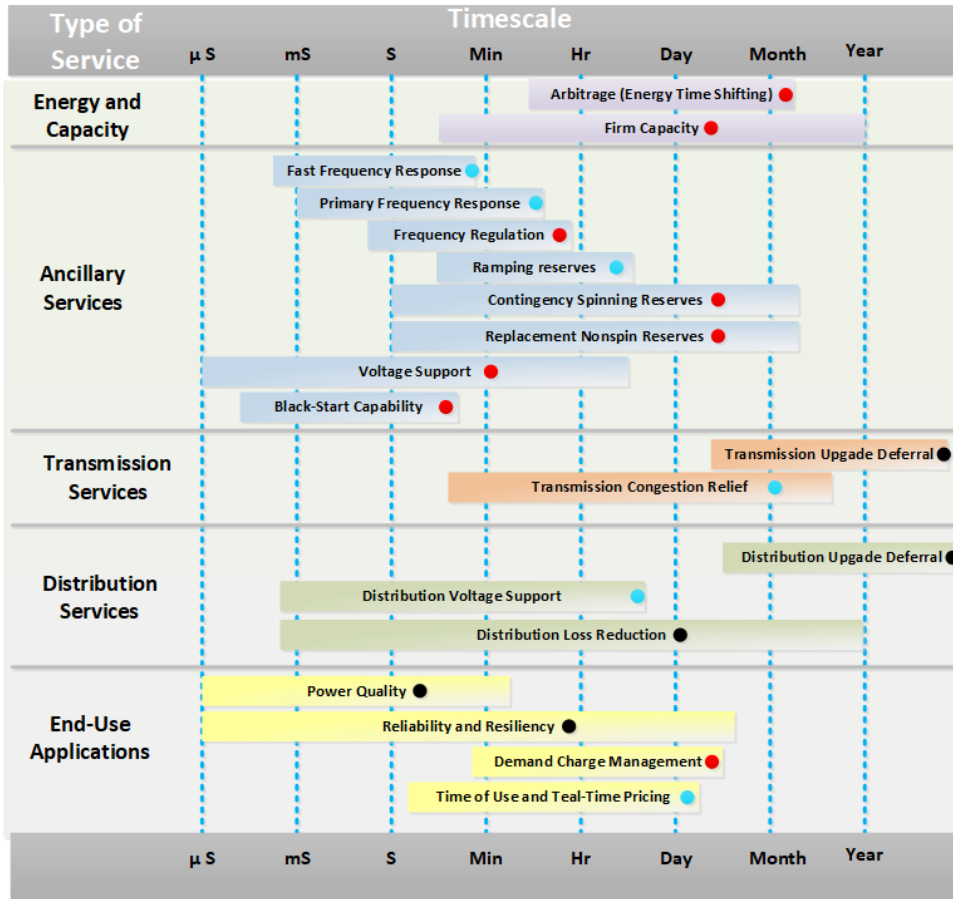 Type of
Service
Timescale
µ S mS S Min Hr Day Month Year
Energy and
Capacity
Arbitrage (Energy Time Shifting)
Firm Capacity
Ancillary
Services
Fast Frequency Response
Primary Frequency Response
Frequency Regulation
Ramping reserves
Contingency Spinning Reserves
Replacement Nonspin Reserves
Voltage Support
Black-Start Capability
Transmission
Services
Transmission Upgade Deferral
Transmission Congestion Relief
Distribution
Services
Distribution Upgade Deferral
Distribution Voltage Support
Distribution Loss Reduction
End-Use
Applications
Power Quality
Reliability and Resiliency
Demand Charge Management
Time of Use and Teal-Time Pricing
µ S mS S Min Hr Day Month Year